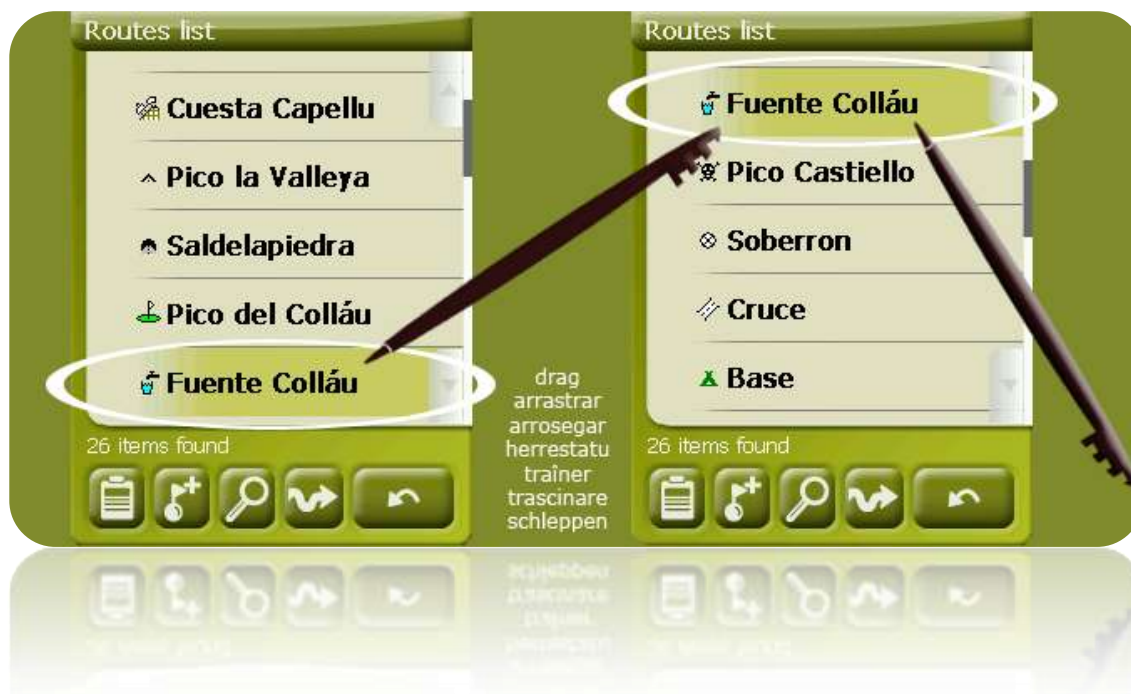 Routes list
Cuesta Capellu
Pico la Valleya
Saldelapiedra
Pico del Colláu
Fuente Colláu
26 items found
drag
arrastrar
arrosegar
herrestatu
traîner
trascinare
schleppen
Routes list
Fuente Colláu
Pico Castiello
Soberron
Cruce
Base
26 items found